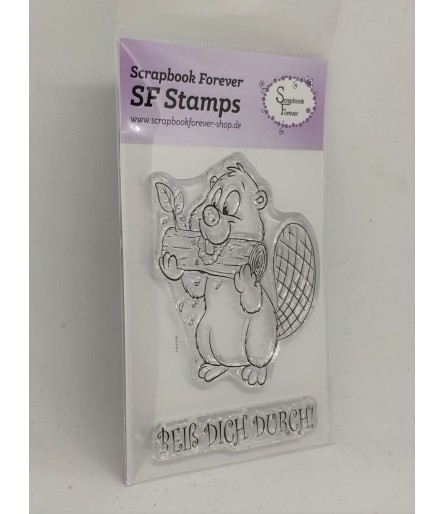 Scrapbook Forever
SF Stamps
www.scrapbookforever-shop.de
Scrapbook
Forever
BEIß DICH DURCH!